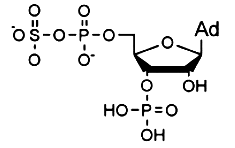 O O
-O-S-O-P-O
O O- O Ad
O OH
HO-P=O
OH